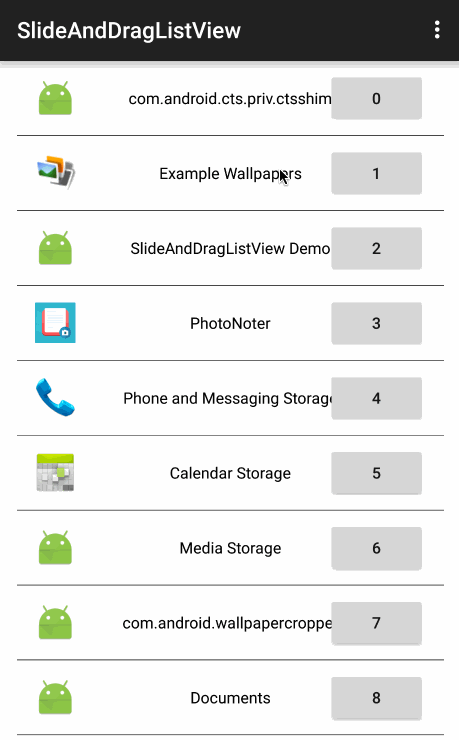 SlideAndDragListView
com.android.cts.priv.ctsshim 0
Example Wallpapers 1
SlideAndDragListView Demo 2
PhotoNoter 3
Phone and Messaging Storage 4
Calendar Storage 5
Media Storage 6
com.android.wallpapercroppe 7
Documents 8